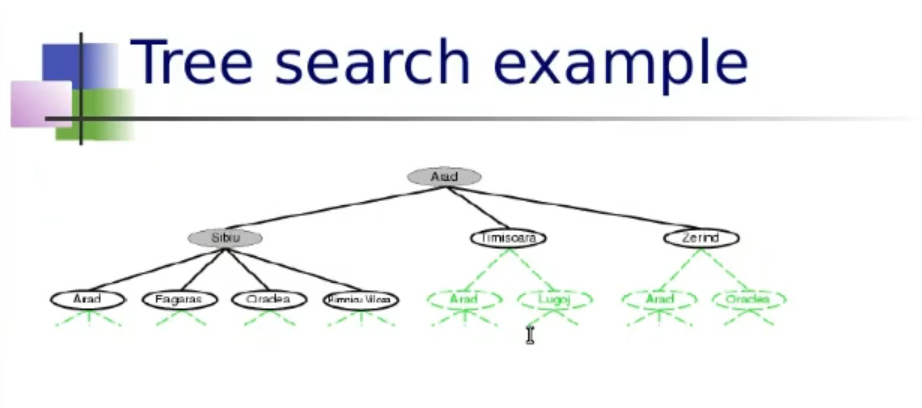 Tree search example
Arad
Sibiu Timisoara Zerind
Arad Fagaras Oradea Rimnicu Vilcea Arad Lugoj Arad Oradea